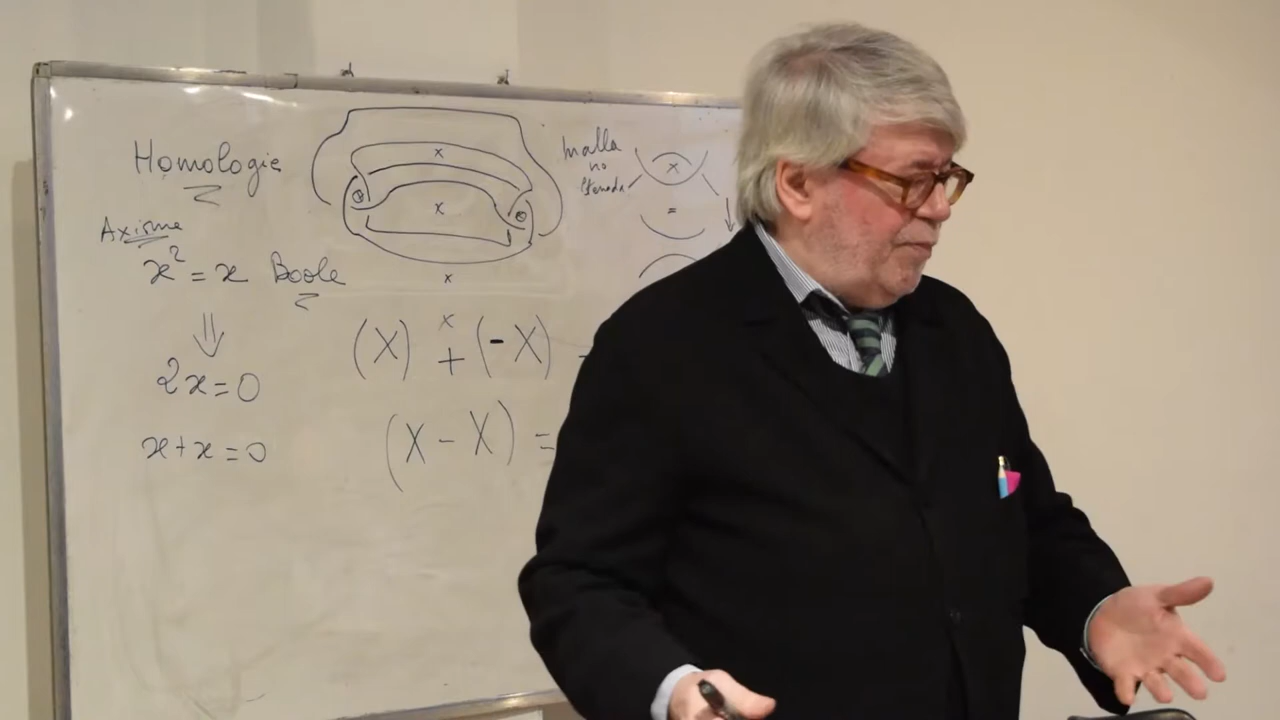 Homologie
Axiome
x² = x Boole
⇓
2x = 0
x + x = 0
x
x
x
(X) + (-X)
x
(X - X) =
malla
no
x
=